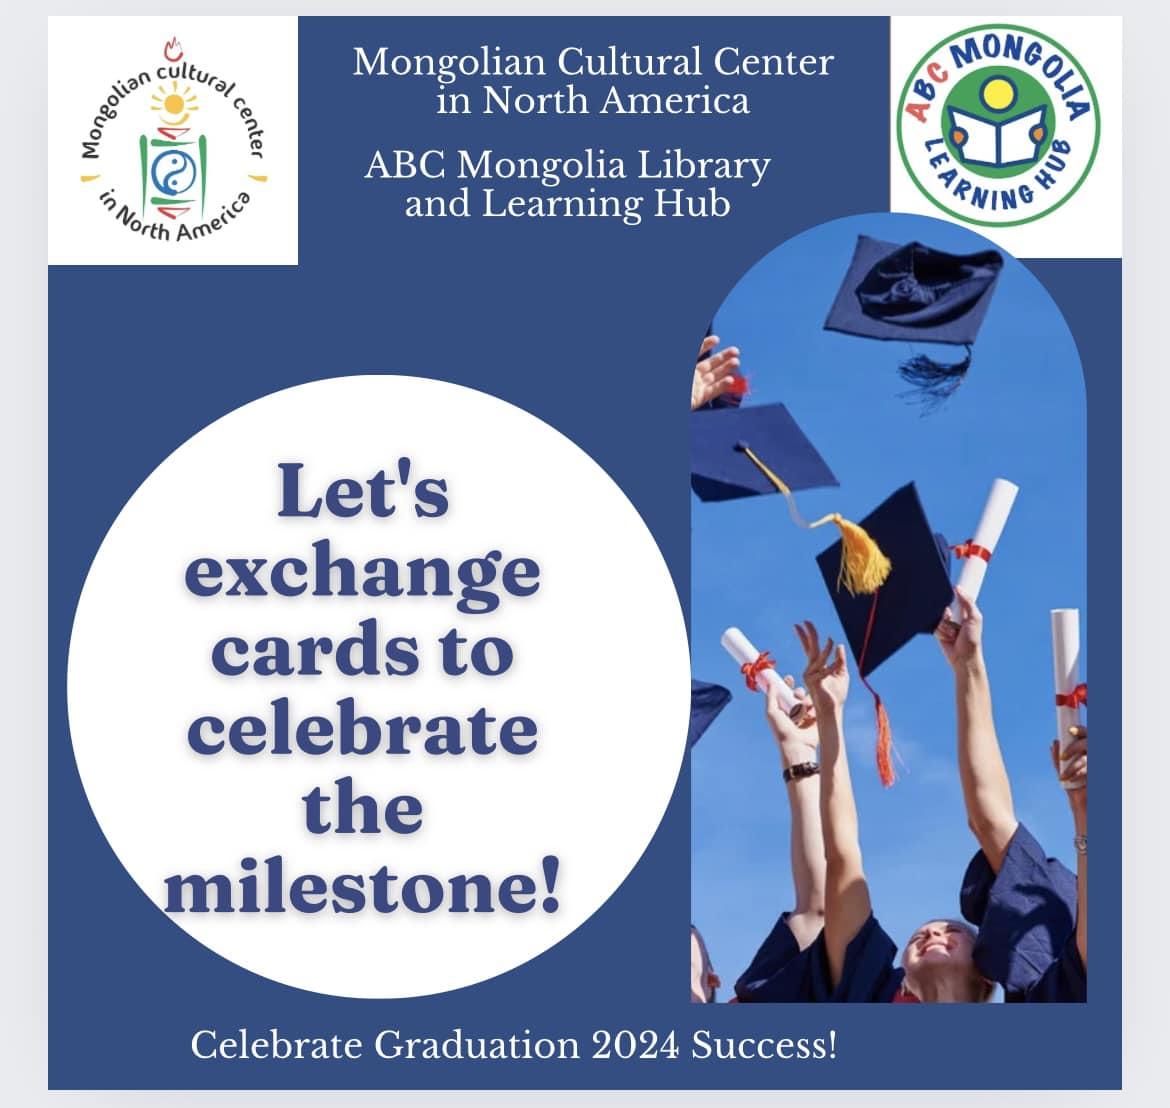 Mongolian cultural center
in North America
Mongolian Cultural Center
in North America
ABC Mongolia Library
and Learning Hub
ABC MONGOLIA
LEARNING HUB
Let's
exchange
cards to
celebrate
the
milestone!
Celebrate Graduation 2024 Success!